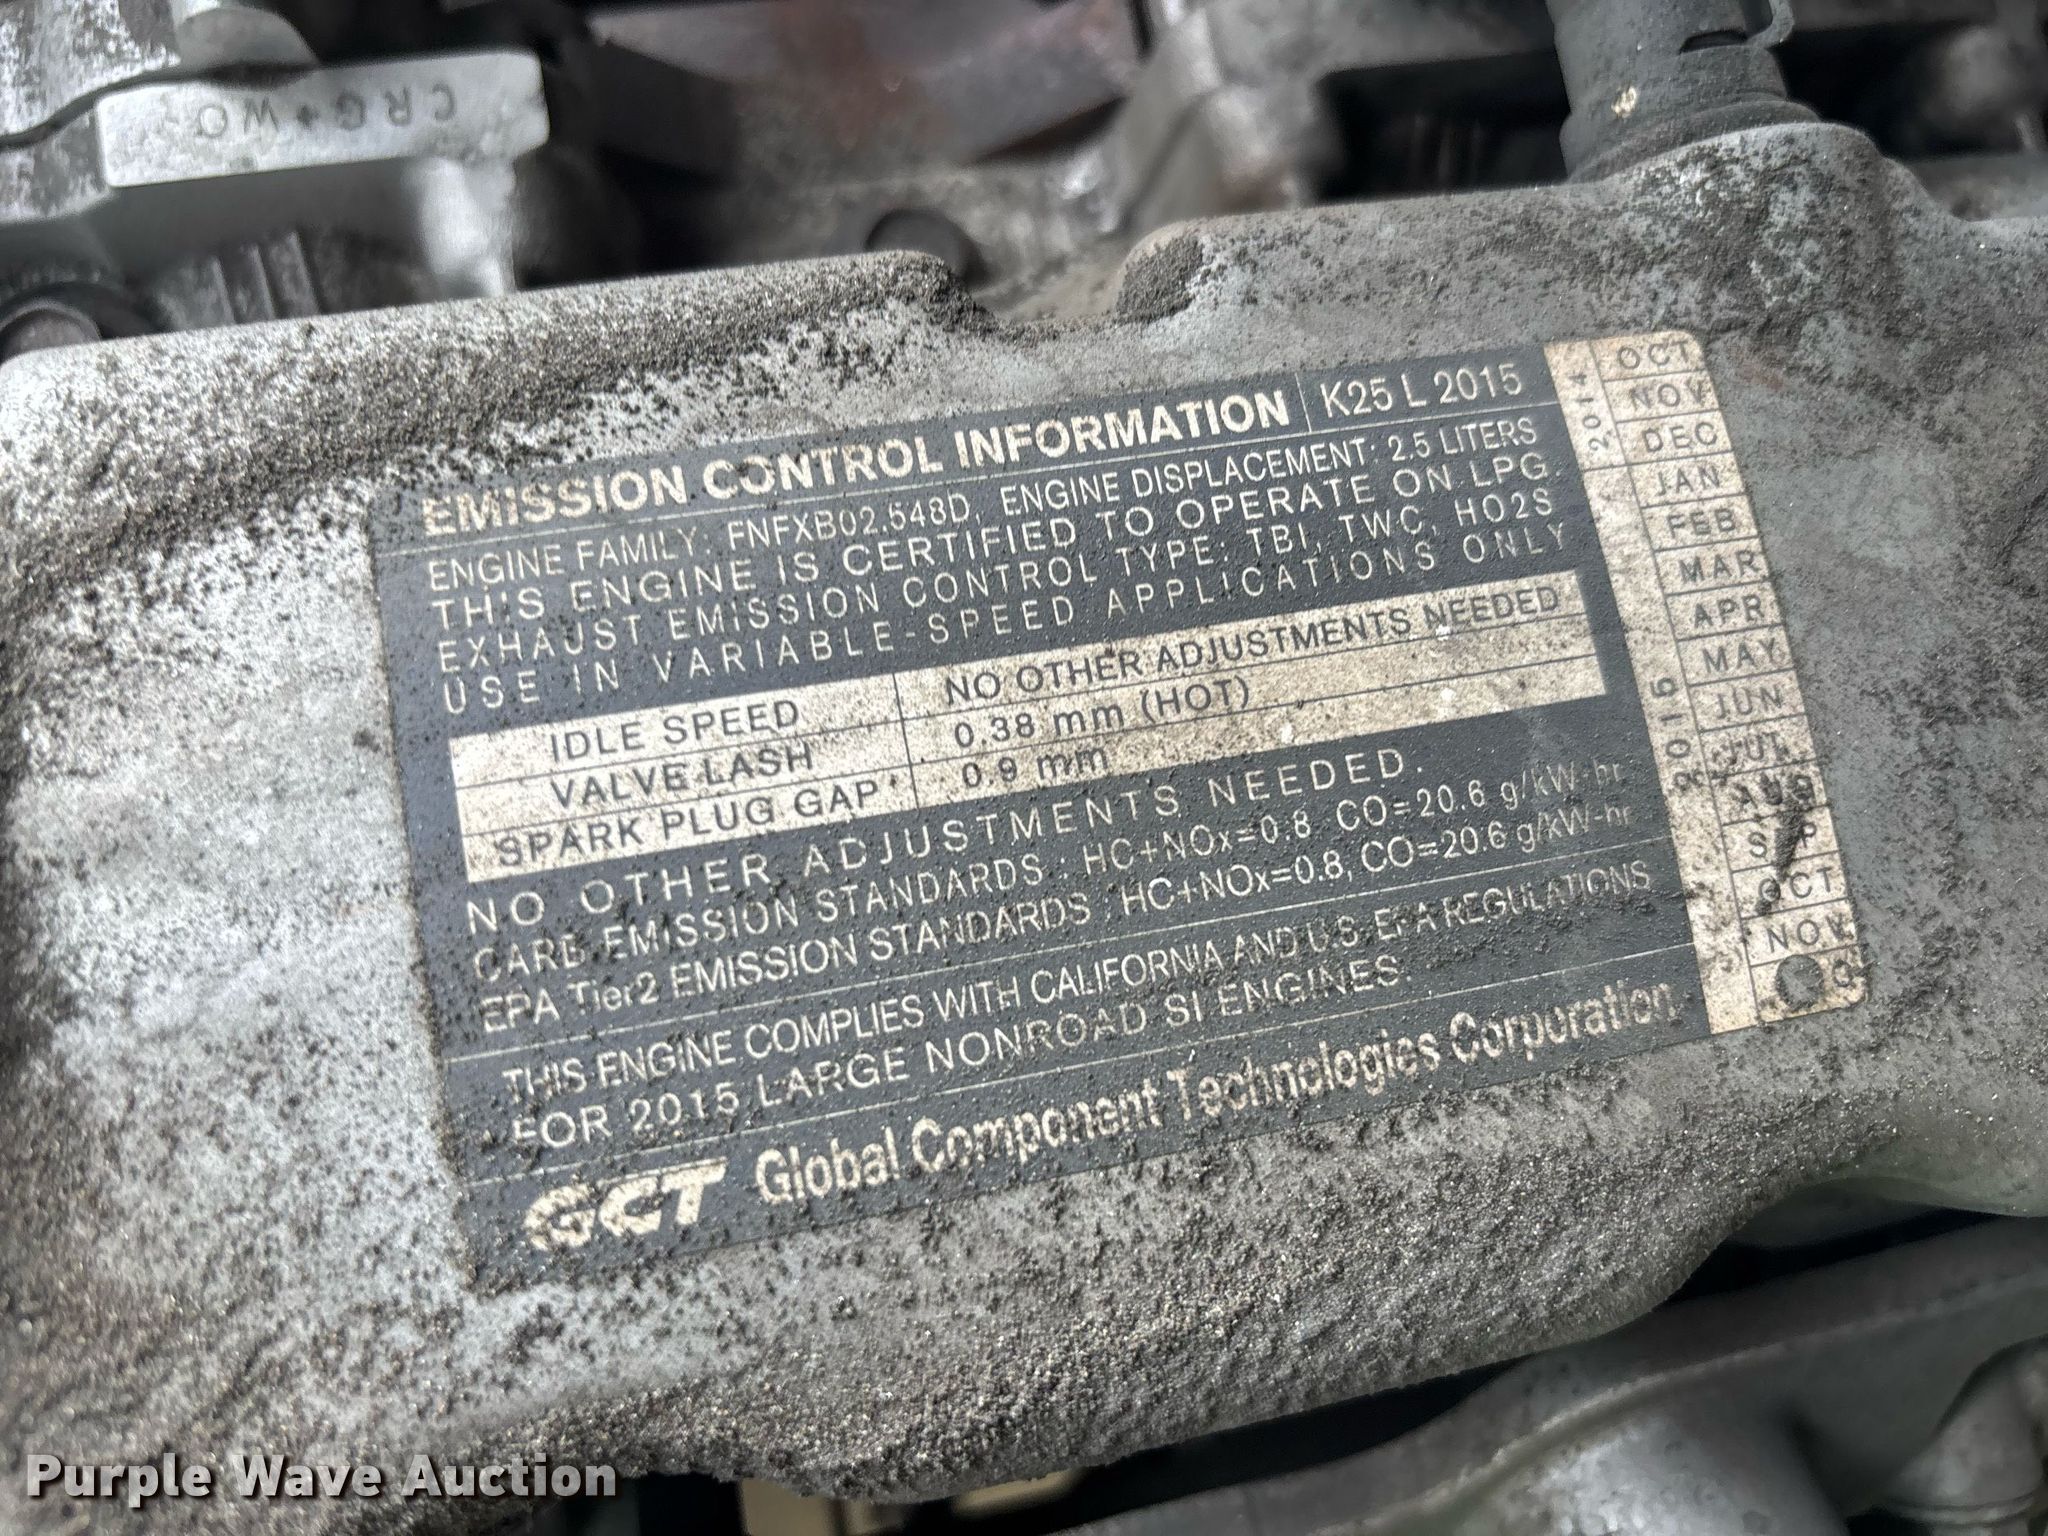 CRG+WO
EMISSION CONTROL INFORMATION K25 L 2015
ENGINE FAMILY: FNFXB02.548D, ENGINE DISPLACEMENT: 2.5 LITERS
THIS ENGINE IS CERTIFIED TO OPERATE ON LPG.
EXHAUST EMISSION CONTROL TYPE: TBI, TWC, HO2S
USE IN VARIABLE-SPEED APPLICATIONS ONLY
IDLE SPEED NO OTHER ADJUSTMENTS NEEDED
VALVE LASH 0.38 mm (HOT)
SPARK PLUG GAP 0.9 mm
NO OTHER ADJUSTMENTS NEEDED.
CARB EMISSION STANDARDS : HC+NOx=0.8 CO=20.6 g/kW-hr
EPA Tier2 EMISSION STANDARDS : HC+NOx=0.8, CO=20.6 g/kW-hr
THIS ENGINE COMPLIES WITH CALIFORNIA AND U.S. EPA REGULATIONS
FOR 2015 LARGE NONROAD SI ENGINES.
GCT Global Component Technologies Corporation
2014
OCT
NOV
DEC
2015
JAN
FEB
MAR
APR
MAY
JUN
JUL
AUG
SEP
OCT
NOV
Purple Wave Auction